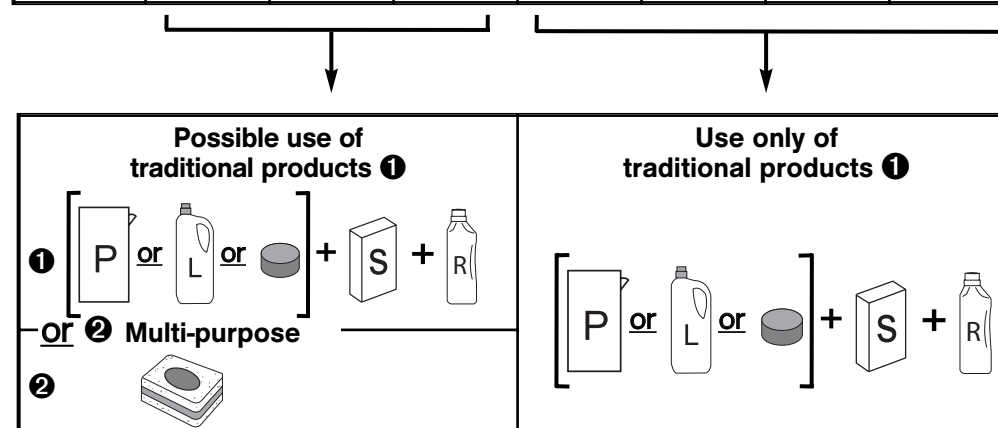 Possible use of
traditional products ❶
❶ [ P or L or ] + S + R
or ❷ Multi-purpose
❷
Use only of
traditional products ❶
[ P or L or ] + S + R